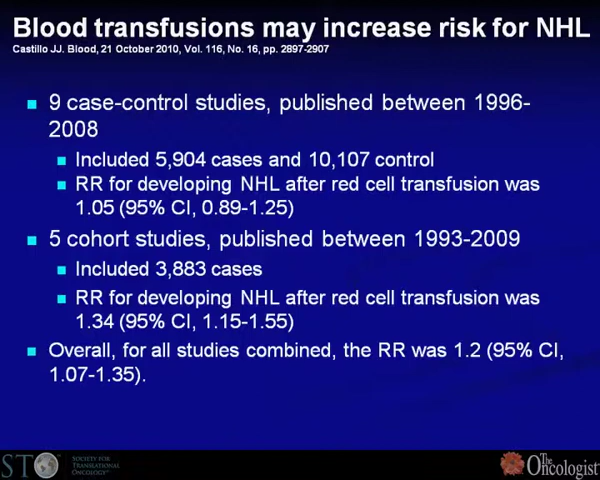 Blood transfusions may increase risk for NHL
Castillo JJ. Blood, 21 October 2010, Vol. 116, No. 16, pp. 2897-2907
9 case-control studies, published between 1996-
2008
Included 5,904 cases and 10,107 control
RR for developing NHL after red cell transfusion was
1.05 (95% CI, 0.89-1.25)
5 cohort studies, published between 1993-2009
Included 3,883 cases
RR for developing NHL after red cell transfusion was
1.34 (95% CI, 1.15-1.55)
Overall, for all studies combined, the RR was 1.2 (95% CI,
1.07-1.35).
STO
SOCIETY FOR
TRANSLATIONAL
ONCOLOGY
The
Oncologist